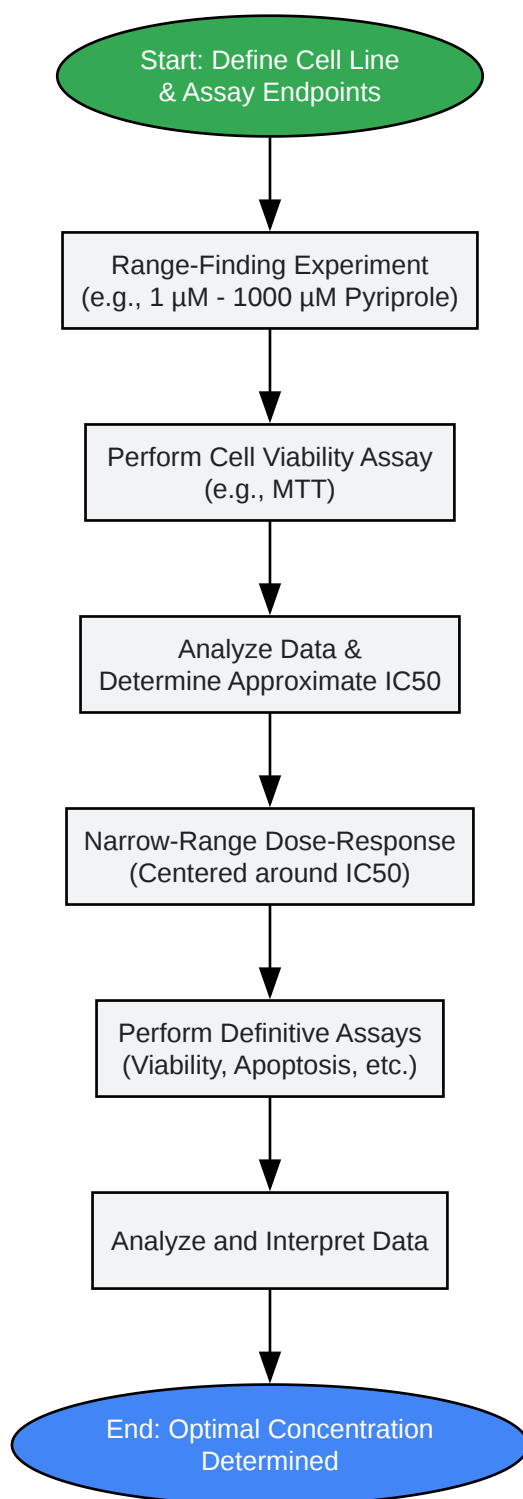 Start: Define Cell Line
& Assay Endpoints
Range-Finding Experiment
(e.g., 1 µM - 1000 µM Pyriprole)
Perform Cell Viability Assay
(e.g., MTT)
Analyze Data &
Determine Approximate IC50
Narrow-Range Dose-Response
(Centered around IC50)
Perform Definitive Assays
(Viability, Apoptosis, etc.)
Analyze and Interpret Data
End: Optimal Concentration
Determined